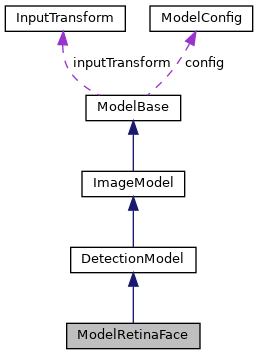 InputTransform
ModelConfig
inputTransform
config
ModelBase
ImageModel
DetectionModel
ModelRetinaFace